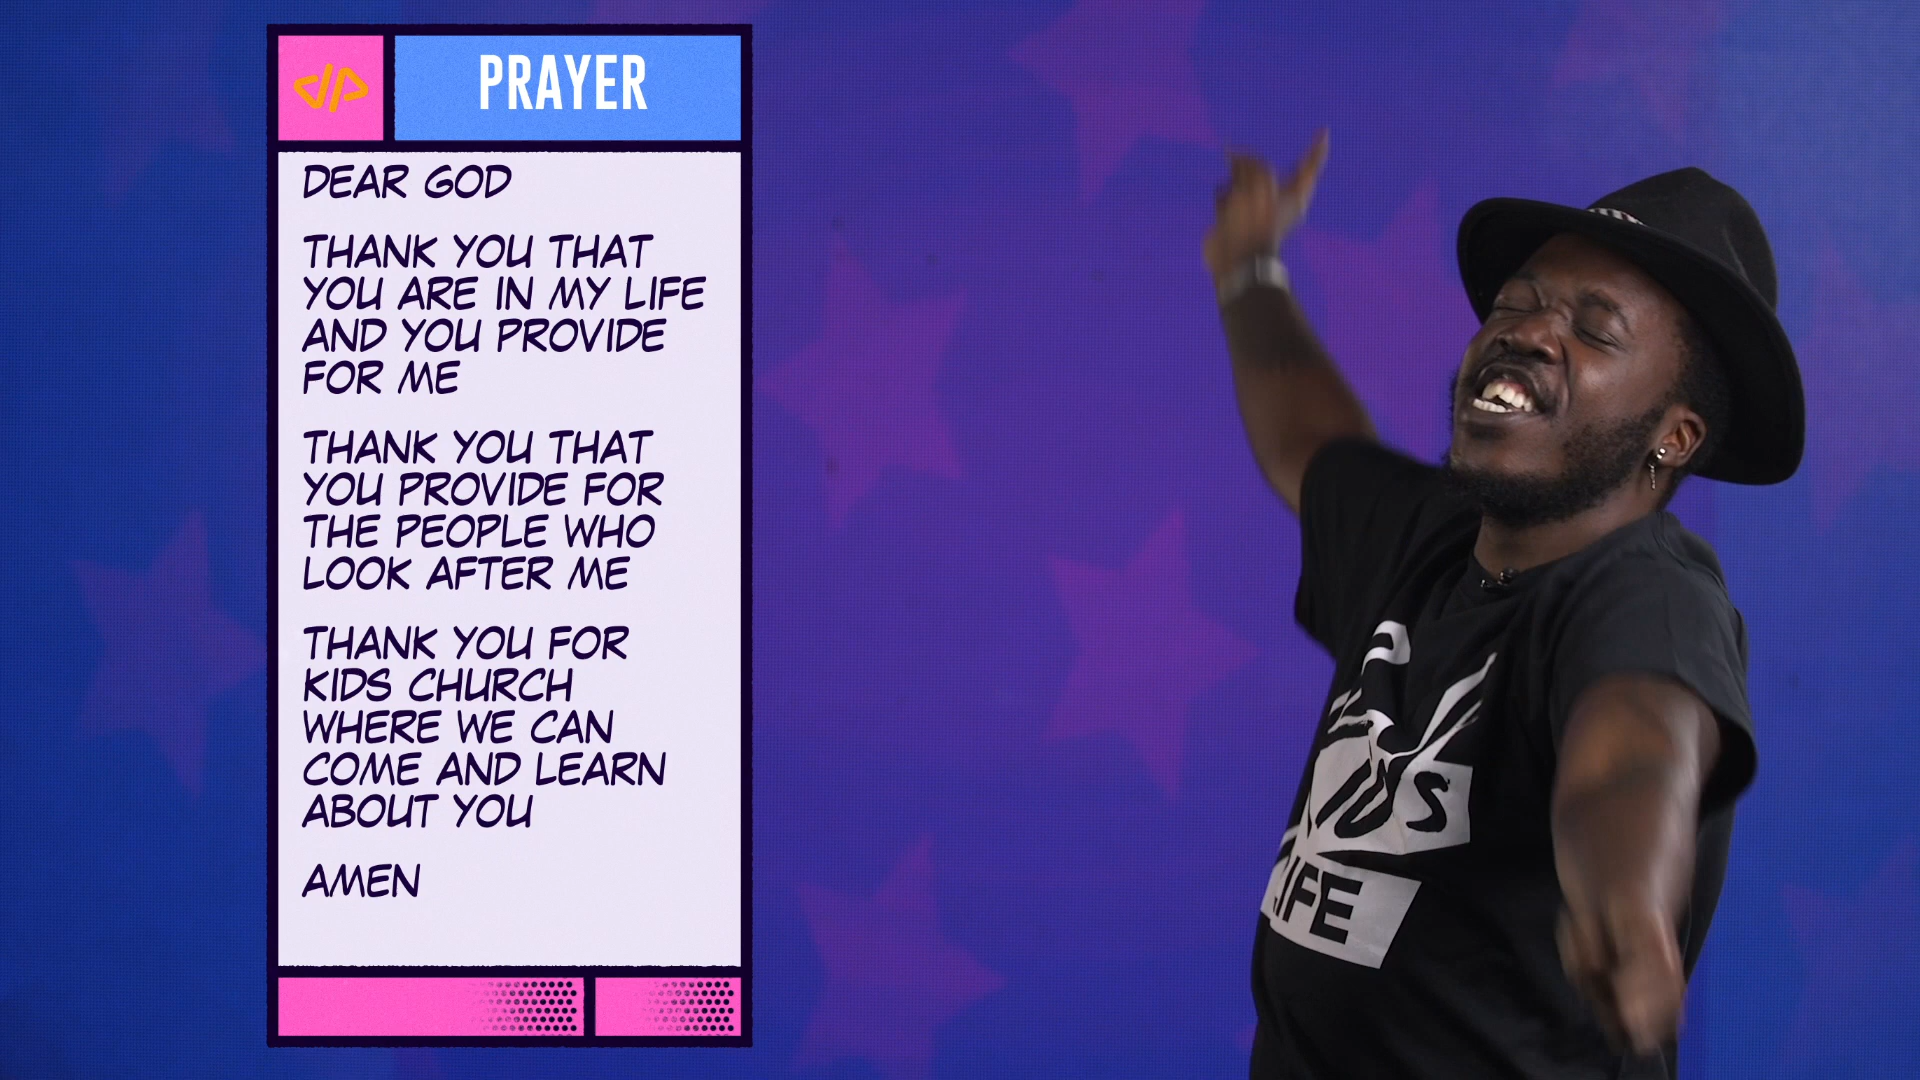 PRAYER
DEAR GOD
THANK YOU THAT
YOU ARE IN MY LIFE
AND YOU PROVIDE
FOR ME
THANK YOU THAT
YOU PROVIDE FOR
THE PEOPLE WHO
LOOK AFTER ME
THANK YOU FOR
KIDS CHURCH
WHERE WE CAN
COME AND LEARN
ABOUT YOU
AMEN
LIFE